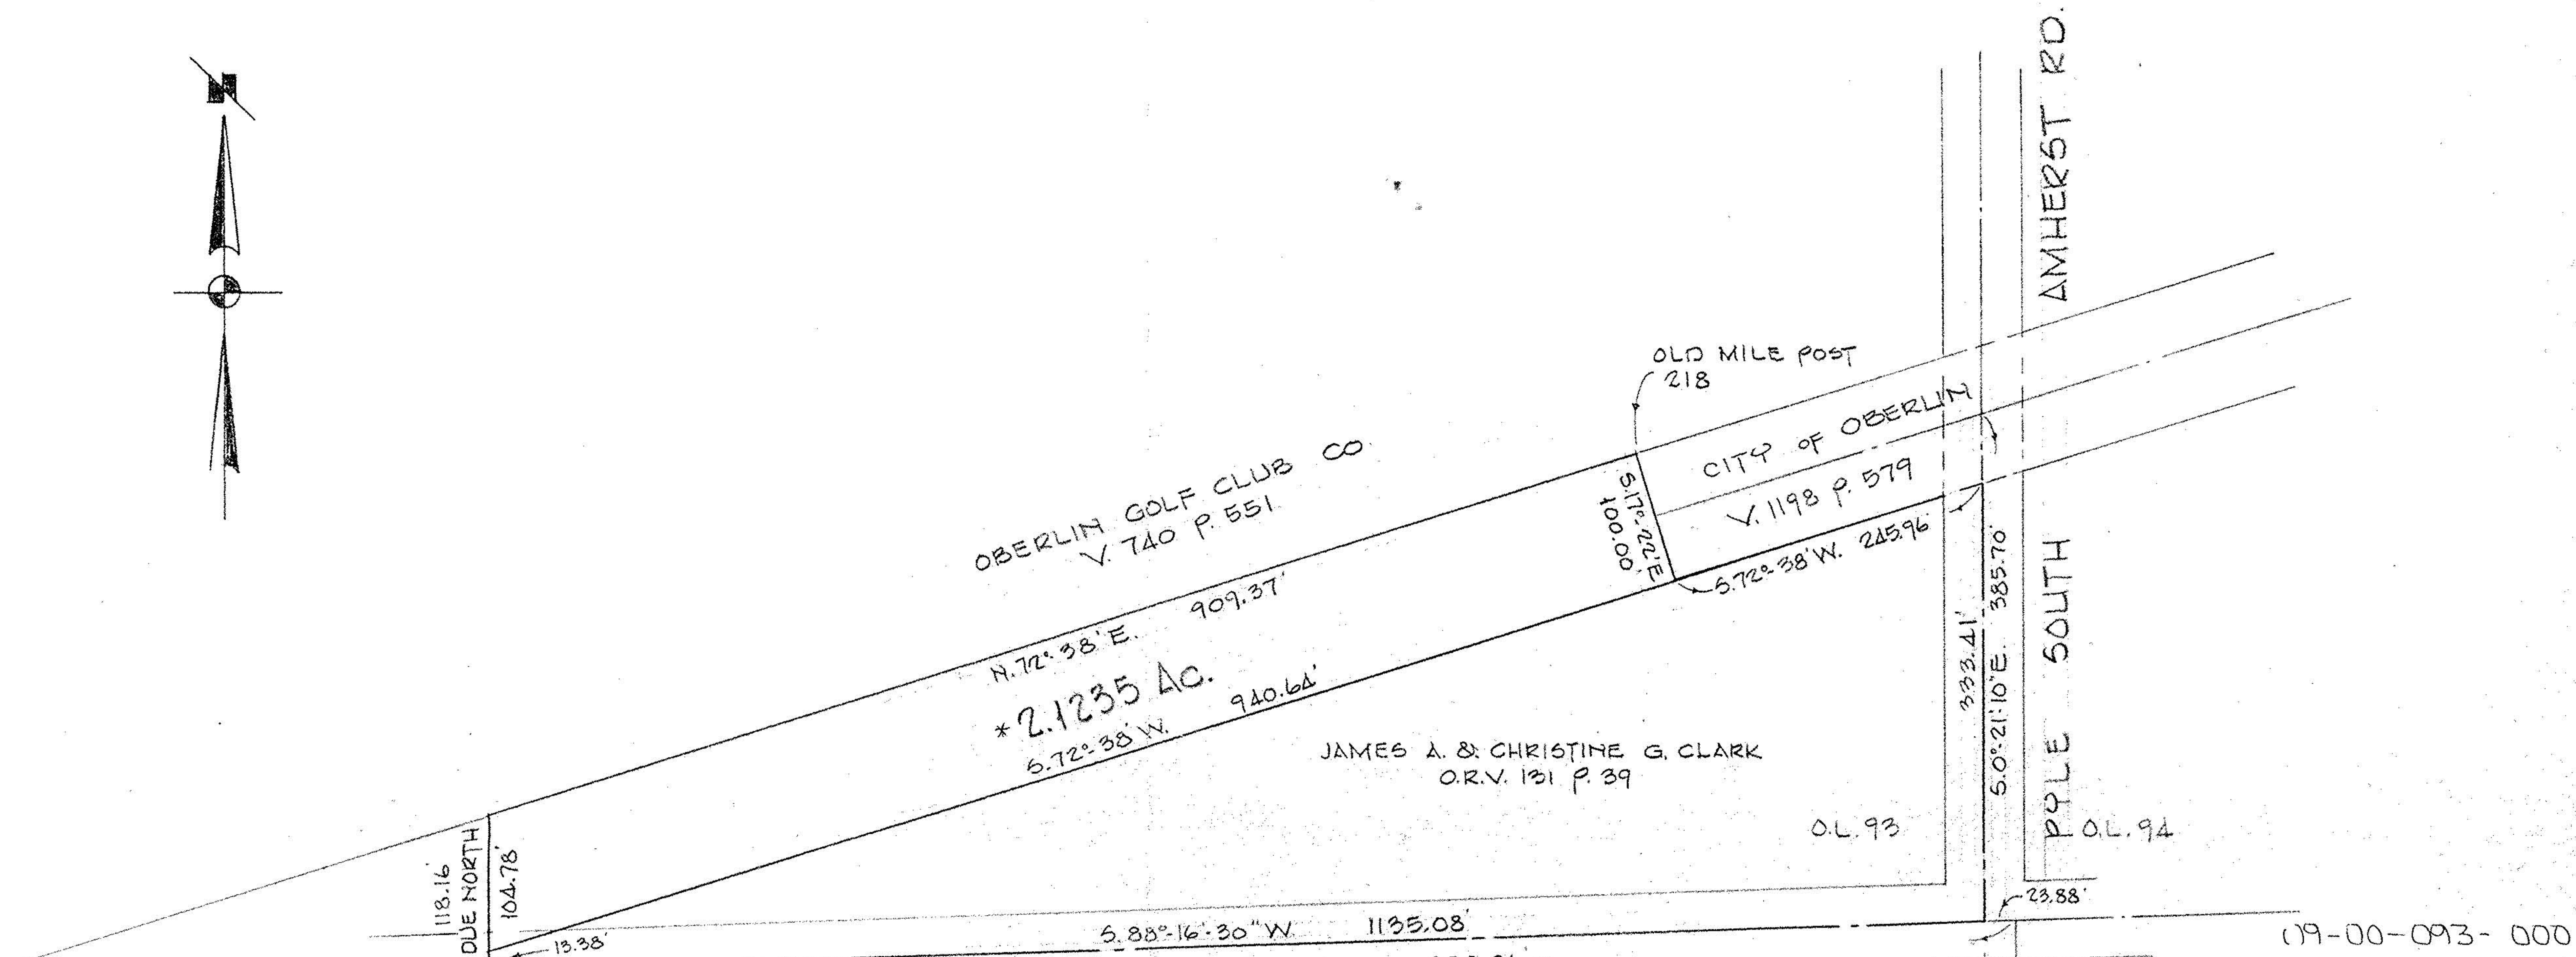 N
AMHERST RD.
OLD MILE POST
218
CITY OF OBERLIN
V. 1198 P. 579
OBERLIN GOLF CLUB CO
V. 740 P. 551
S.17°-22'E
100.00'
S.72°-38'W. 245.96'
N.72°-38'E. 909.37'
*2.1235 AC.
S.72°-38'W. 940.64'
JAMES A. & CHRISTINE G. CLARK
O.R.V. 131 P. 39
333.41'
S.0°-21'-10"E. 385.70'
PYLE SOUTH
O.L. 93
O.L. 94
118.16'
DUE NORTH
104.78'
13.38'
S.88°-16'-30"W 1135.08'
23.88'
09-00-093-000